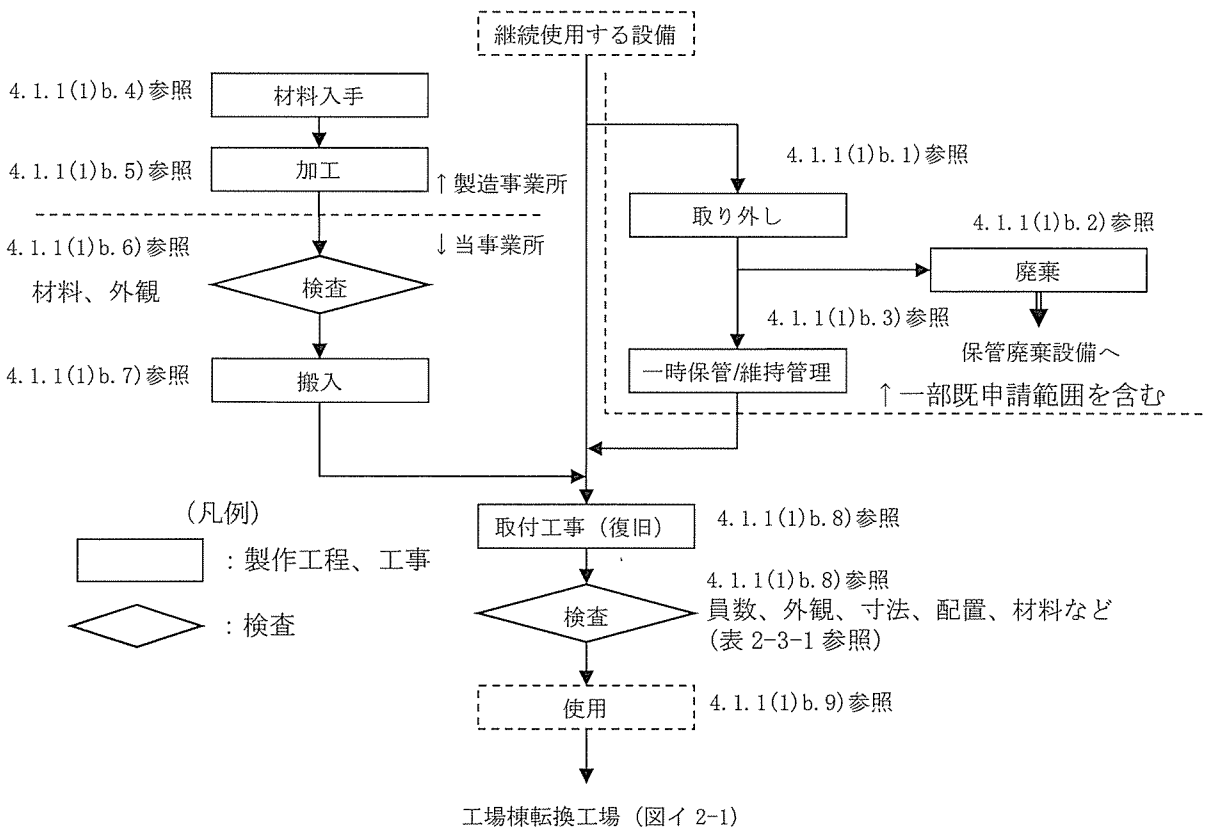 継続使用する設備
4.1.1(1)b.4)参照
材料入手
4.1.1(1)b.5)参照
加工
↑製造事業所
↓当事業所
4.1.1(1)b.6)参照
材料、外観
検査
4.1.1(1)b.7)参照
搬入
4.1.1(1)b.1)参照
取り外し
4.1.1(1)b.2)参照
廃棄
保管廃棄設備へ
4.1.1(1)b.3)参照
一時保管/維持管理
↑一部既申請範囲を含む
取付工事（復旧）
4.1.1(1)b.8)参照
検査
4.1.1(1)b.8)参照
員数、外観、寸法、配置、材料など
(表 2-3-1 参照)
使用
4.1.1(1)b.9)参照
工場棟転換工場（図イ 2-1）
(凡例)
：製作工程、工事
：検査